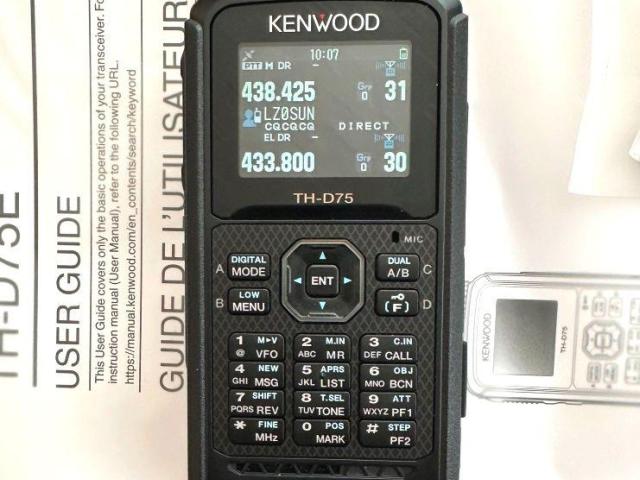 KENWOOD
10:07
PTT M DR
438.425 Grp 0 31
LZ0SUN
CQCQCQ DIRECT
EL DR
433.800 Grp 0 30
TH-D75
MIC
A DIGITAL MODE
ENT
DUAL A/B C
B LOW MENU
(F) D
1 M▸V
@ VFO
2 M.IN
ABC MR
3 C.IN
DEF CALL
4 NEW
GHI MSG
5 APRS
JKL LIST
6 OBJ
MNO BCN
7 SHIFT
PQRS REV
8 T.SEL
TUV TONE
9 ATT
WXYZ PF1
* FINE
MHz
0 POS
MARK
# STEP
PF2
TH-D75E
USER GUIDE
This User Guide covers only the basic operations of your transceiver. Fo
instruction manual (User Manual), refer to the following URL.
https://manual.kenwood.com/en_contents/search/keyword
GUIDE DE L'UTILISATEUR
KENWOOD
TH-D75